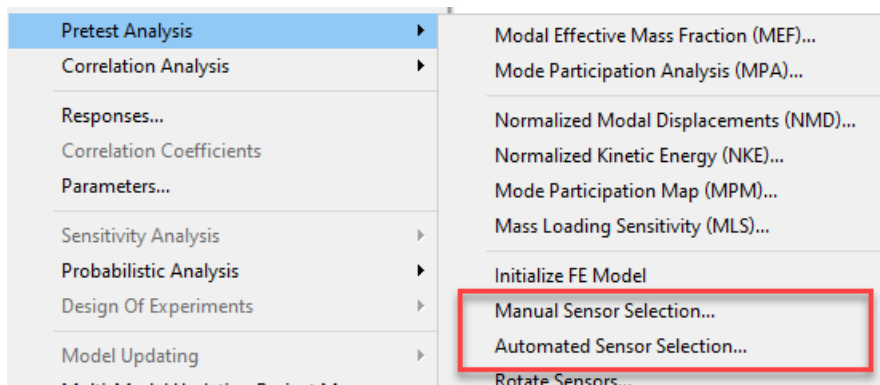 Pretest Analysis
Correlation Analysis
Responses...
Correlation Coefficients
Parameters...
Sensitivity Analysis
Probabilistic Analysis
Design Of Experiments
Model Updating
Modal Effective Mass Fraction (MEF)...
Mode Participation Analysis (MPA)...
Normalized Modal Displacements (NMD)...
Normalized Kinetic Energy (NKE)...
Mode Participation Map (MPM)...
Mass Loading Sensitivity (MLS)...
Initialize FE Model
Manual Sensor Selection...
Automated Sensor Selection...
Rotate Sensors...